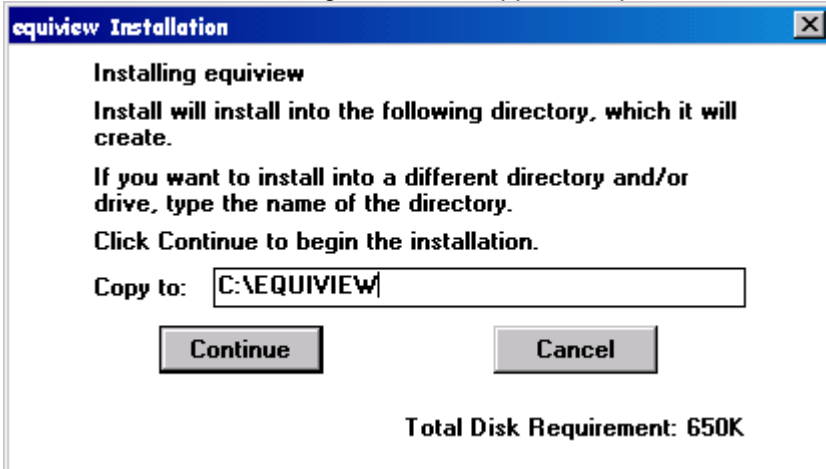 equiview Installation
Installing equiview
Install will install into the following directory, which it will
create.
If you want to install into a different directory and/or
drive, type the name of the directory.
Click Continue to begin the installation.
Copy to: C:\EQUIVIEW
Continue Cancel
Total Disk Requirement: 650K